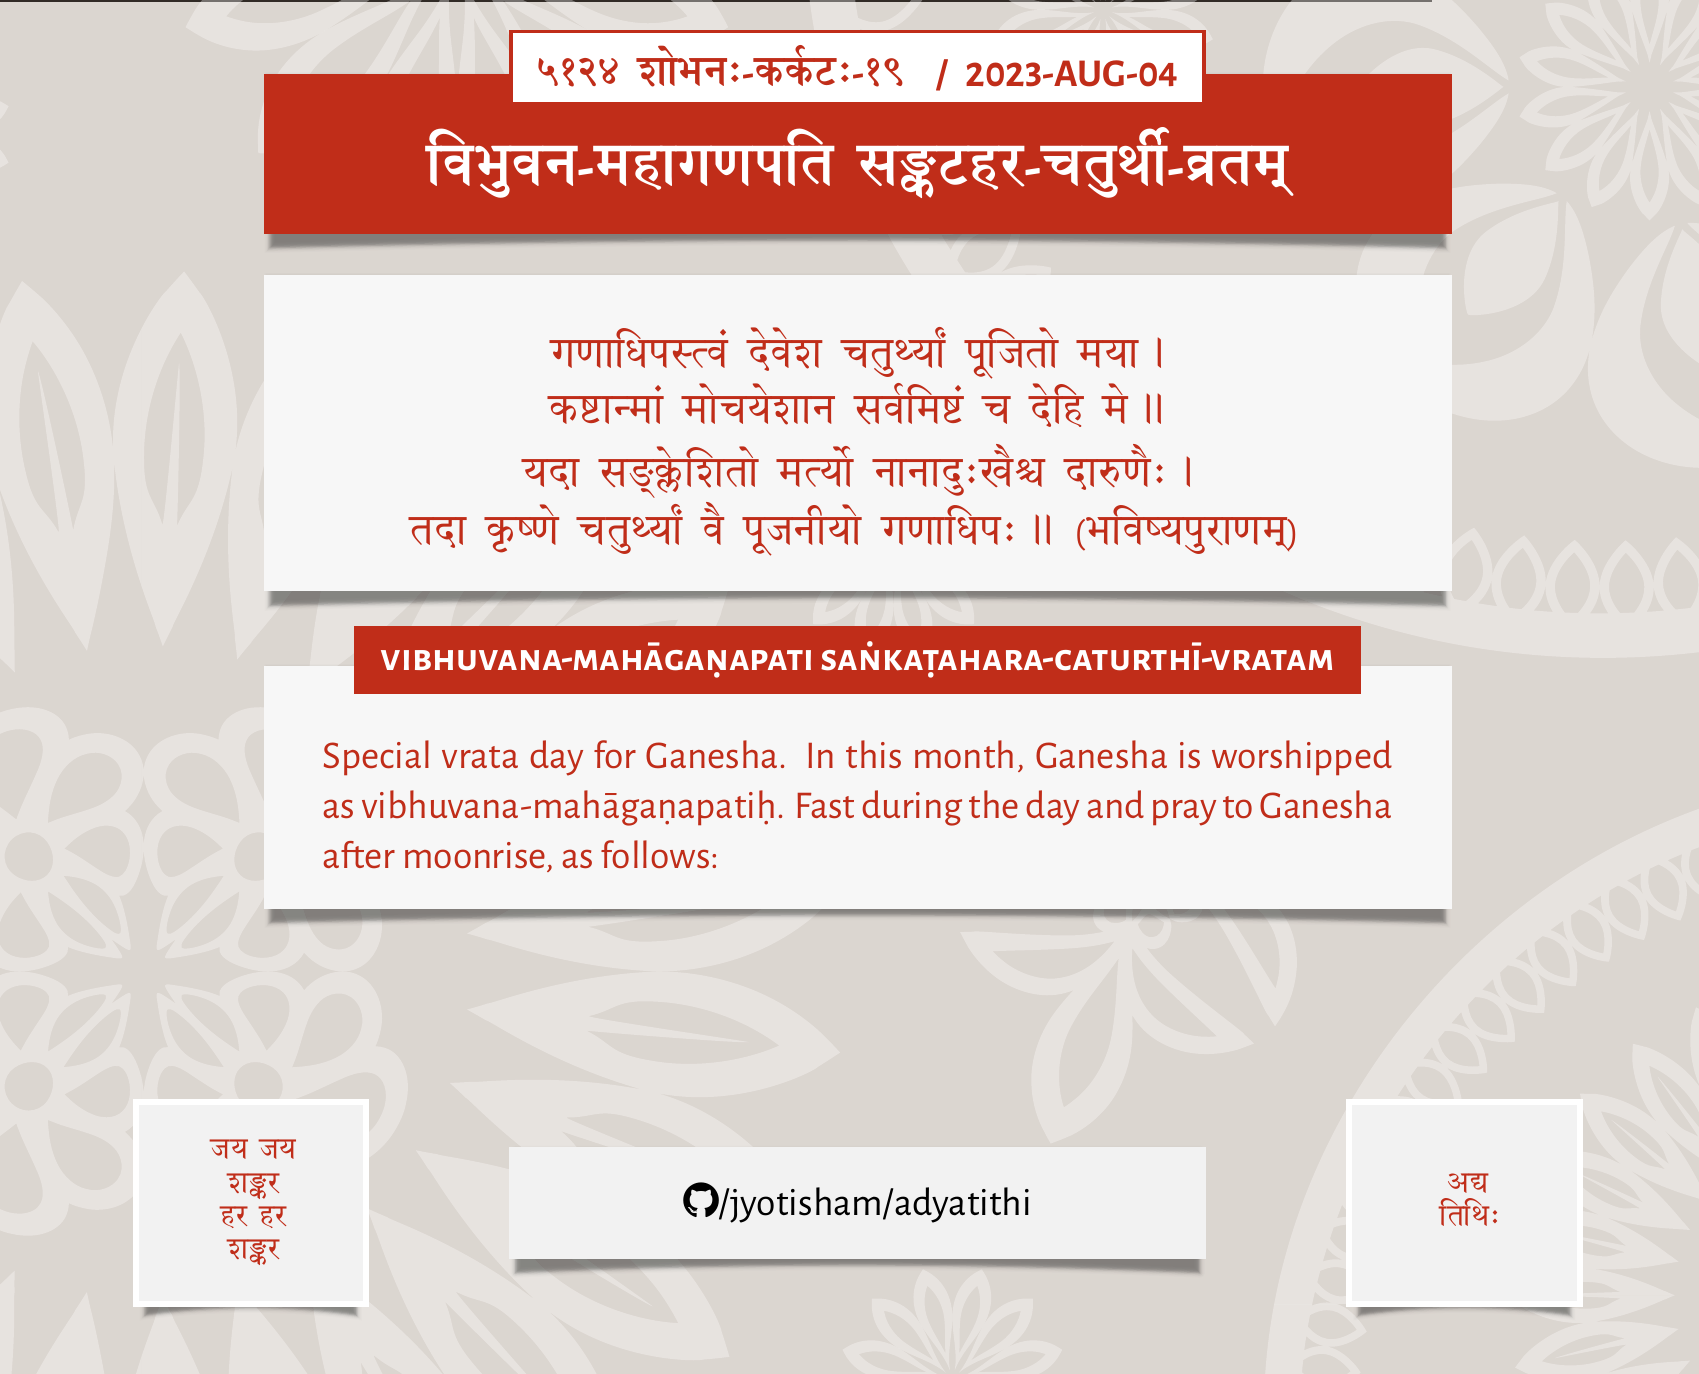 ५१२४ शोभनः-कर्कटः-१९ / 2023-AUG-04
विभुवन-महागणपति सङ्कटहर-चतुर्थी-व्रतम्
गणाधिपस्त्वं देवेश चतुर्थ्यां पूजितो मया ।
कष्टान्मां मोचयेशान सर्वमिष्टं च देहि मे ॥
यदा सङ्क्लेशितो मर्त्यो नानादुःखैश्च दारुणैः ।
तदा कृष्णे चतुर्थ्यां वै पूजनीयो गणाधिपः ॥ (भविष्यपुराणम्)
VIBHUVANA-MAHĀGAṆAPATI SAṄKAṬAHARA-CATURTHĪ-VRATAM
Special vrata day for Ganesha. In this month, Ganesha is worshipped
as vibhuvana-mahāgaṇapatiḥ. Fast during the day and pray to Ganesha
after moonrise, as follows:
जय जय
शङ्कर
हर हर
शङ्कर
/jyotisham/adyatithi
अद्य
तिथिः